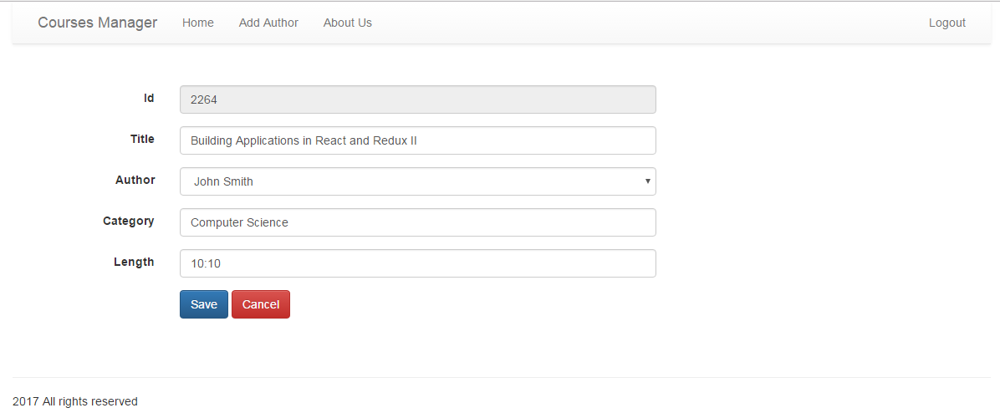 Courses Manager Home Add Author About Us Logout
Id 2264
Title Building Applications in React and Redux II
Author John Smith
Category Computer Science
Length 10:10
Save Cancel
2017 All rights reserved